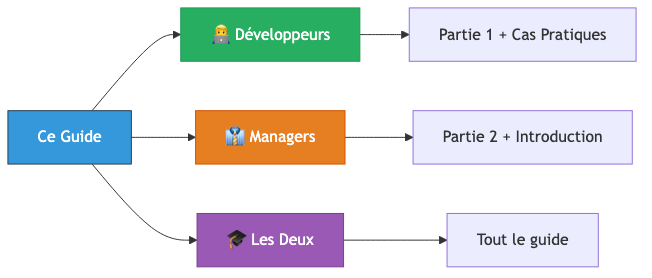 Ce Guide
👨‍💻 Développeurs
Partie 1 + Cas Pratiques
👔 Managers
Partie 2 + Introduction
🎓 Les Deux
Tout le guide